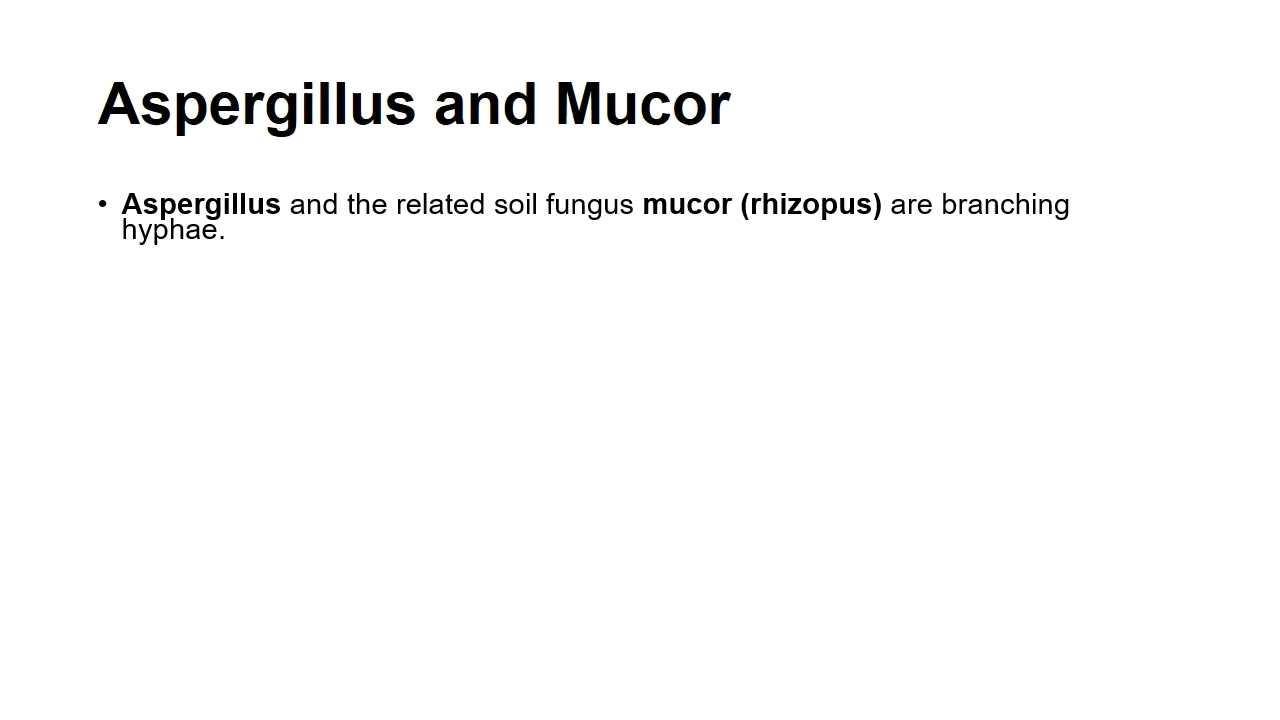 Aspergillus and Mucor
• Aspergillus and the related soil fungus mucor (rhizopus) are branching
hyphae.